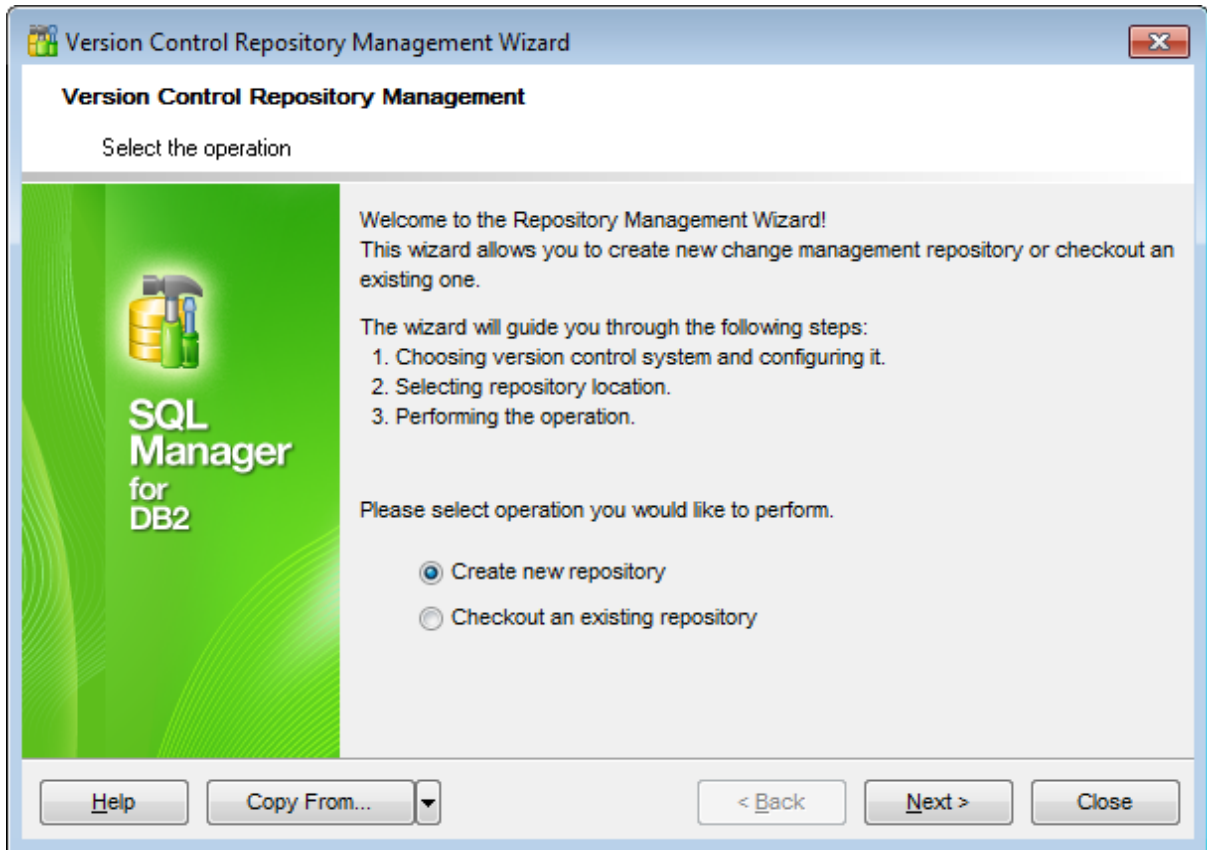 Version Control Repository Management Wizard
Version Control Repository Management
Select the operation
Welcome to the Repository Management Wizard!
This wizard allows you to create new change management repository or checkout an
existing one.
The wizard will guide you through the following steps:
1. Choosing version control system and configuring it.
2. Selecting repository location.
3. Performing the operation.
SQL
Manager
for
DB2
Please select operation you would like to perform.
Create new repository
Checkout an existing repository
Help
Copy From...
< Back
Next >
Close